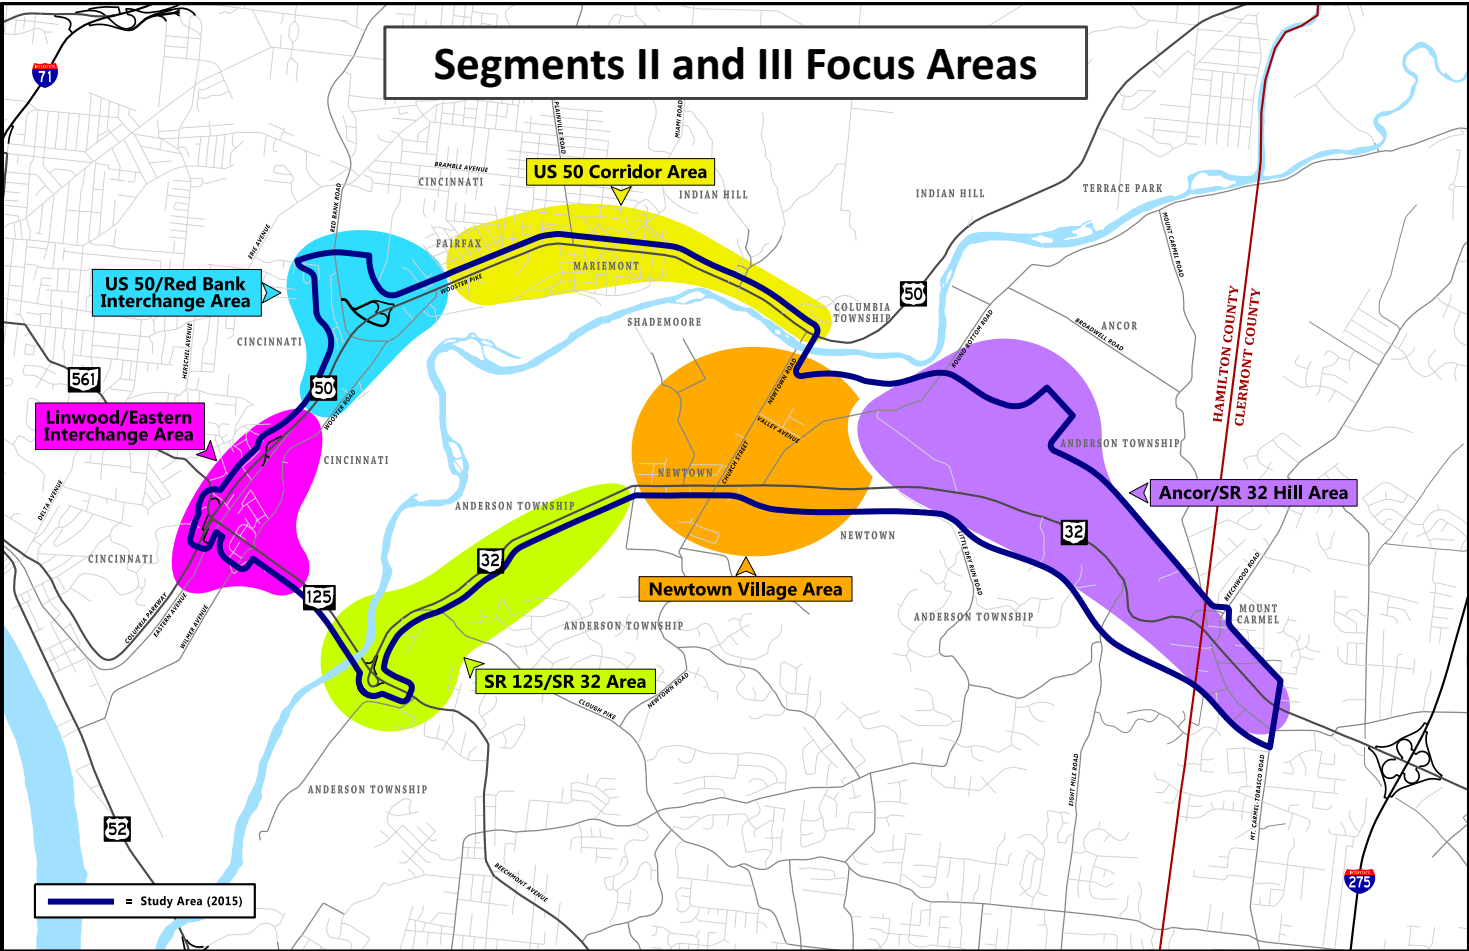 Segments II and III Focus Areas
INTERSTATE
71
PLAINVILLE ROAD
MIAMI ROAD
BRAMBLE AVENUE
CINCINNATI
US 50 Corridor Area
INDIAN HILL
INDIAN HILL
TERRACE PARK
RED BANK ROAD
ERIE AVENUE
FAIRFAX
MOUNT CARMEL ROAD
MARIEMONT
WOOSTER PIKE
US 50/Red Bank
Interchange Area
50
COLUMBIA
TOWNSHIP
SHADEMOORE
HERSCHEL AVENUE
CINCINNATI
ROUND BOTTOM ROAD
BROADWELL ROAD
ANCOR
HAMILTON COUNTY
CLERMONT COUNTY
561
50
NEWTOWN ROAD
Linwood/Eastern
Interchange Area
WOOSTER ROAD
VALLEY AVENUE
CINCINNATI
CHURCH STREET
NEWTOWN
ANDERSON TOWNSHIP
Ancor/SR 32 Hill Area
DELTA AVENUE
ANDERSON TOWNSHIP
NEWTOWN
32
32
CINCINNATI
LITTLE DRY RUN ROAD
BEECHWOOD ROAD
125
Newtown Village Area
COLUMBIA PARKWAY
EASTERN AVENUE
WILMER AVENUE
ANDERSON TOWNSHIP
ANDERSON TOWNSHIP
MOUNT
CARMEL
SR 125/SR 32 Area
CLOUGH PIKE
NEWTOWN ROAD
ANDERSON TOWNSHIP
EIGHT MILE ROAD
MT. CARMEL-TOBASCO ROAD
52
BEECHMONT AVENUE
INTERSTATE
275
= Study Area (2015)